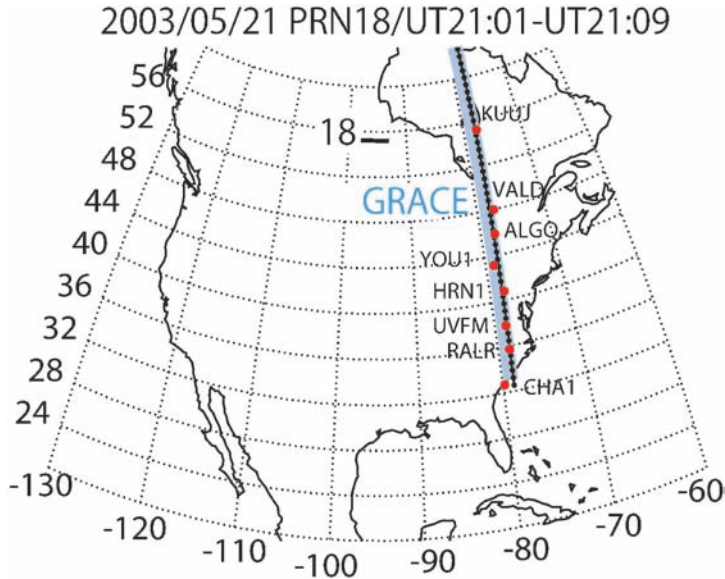 2003/05/21 PRN18/UT21:01-UT21:09
56
52
48
44
40
36
32
28
24
18
KUUJ
VALD
GRACE
ALGO
YOU1
HRN1
UVFM
RALR
CHA1
-130
-120
-110
-100
-90
-80
-70
-60